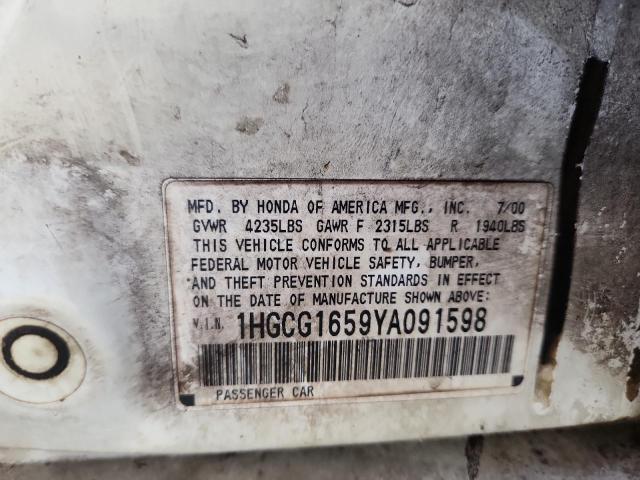 MFD. BY HONDA OF AMERICA MFG., INC. 7/00
GVWR 4235LBS GAWR F 2315LBS R 1940LBS
THIS VEHICLE CONFORMS TO ALL APPLICABLE
FEDERAL MOTOR VEHICLE SAFETY, BUMPER,
AND THEFT PREVENTION STANDARDS IN EFFECT
ON THE DATE OF MANUFACTURE SHOWN ABOVE:
V.I.N. 1HGCG1659YA091598
PASSENGER CAR